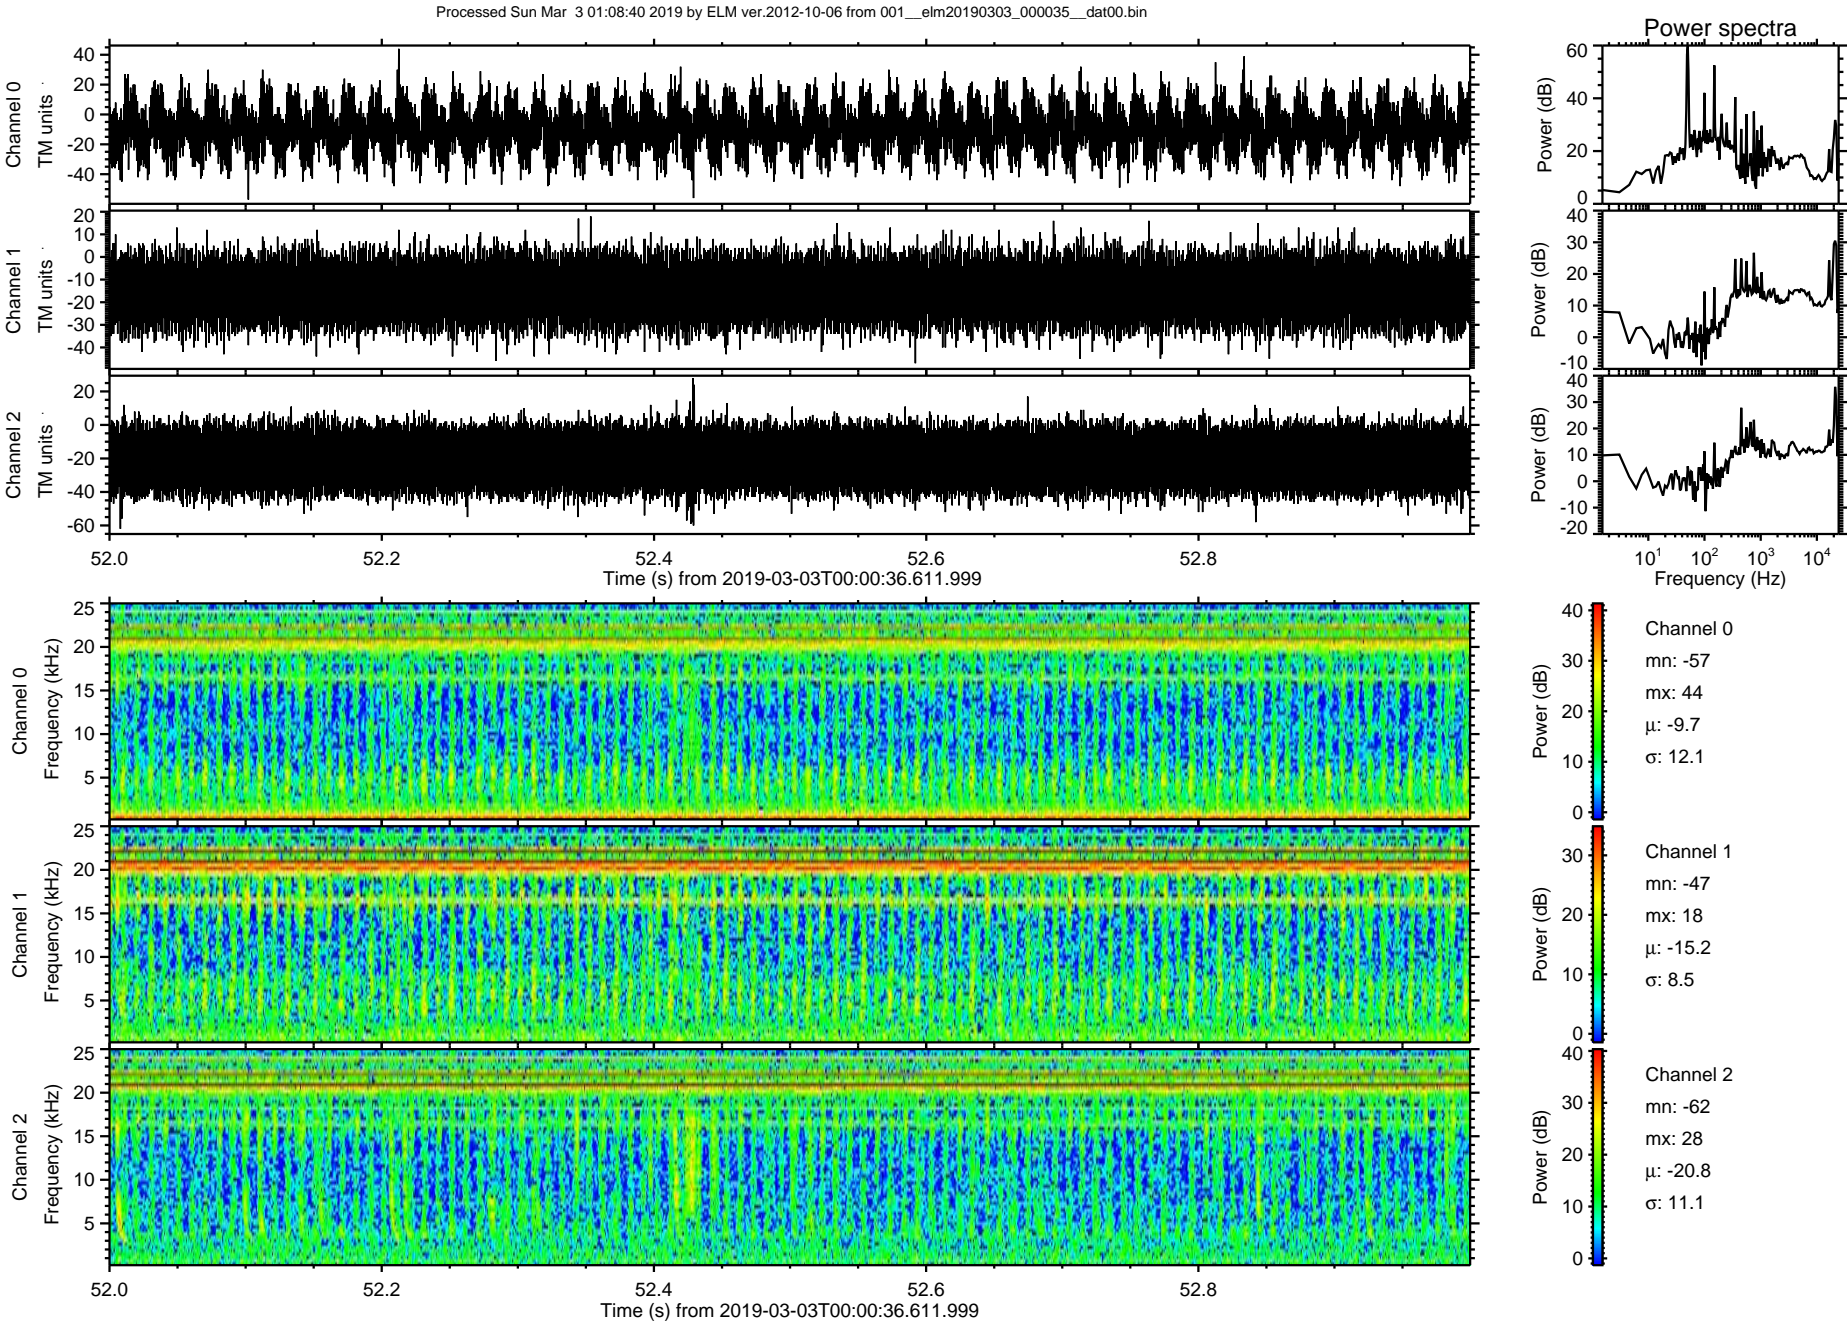 Processed Sun Mar  3 01:08:40 2019 by ELM ver.2012-10-06 from 001__elm20190303_000035__dat00.bin
Power spectra
Channel 0
TM units
40
20
0
-20
-40
Power (dB)
60
40
20
0
Channel 1
TM units
20
10
0
-10
-20
-30
-40
Power (dB)
40
30
20
10
0
-10
Channel 2
TM units
20
0
-20
-40
-60
Power (dB)
40
30
20
10
0
-10
-20
52.0 52.2 52.4 52.6 52.8
Time (s) from 2019-03-03T00:00:36.611.999
10^1 10^2 10^3 10^4
Frequency (Hz)
Channel 0
Frequency (kHz)
25
20
15
10
5
Power (dB)
40
30
20
10
0
Channel 0
mn: -57
mx: 44
μ: -9.7
σ: 12.1
Channel 1
Frequency (kHz)
25
20
15
10
5
Power (dB)
30
20
10
0
Channel 1
mn: -47
mx: 18
μ: -15.2
σ: 8.5
Channel 2
Frequency (kHz)
25
20
15
10
5
Power (dB)
40
30
20
10
0
Channel 2
mn: -62
mx: 28
μ: -20.8
σ: 11.1
52.0 52.2 52.4 52.6 52.8
Time (s) from 2019-03-03T00:00:36.611.999